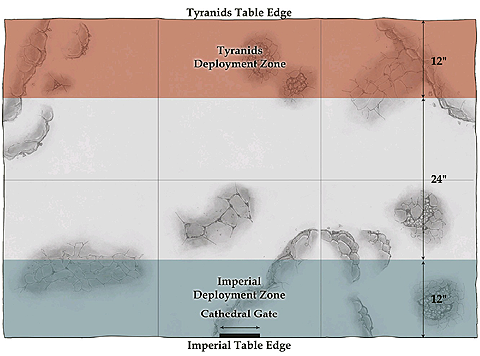 Tyranids Table Edge
Tyranids
Deployment Zone
12"
24"
Imperial
Deployment Zone
12"
Cathedral Gate
Imperial Table Edge